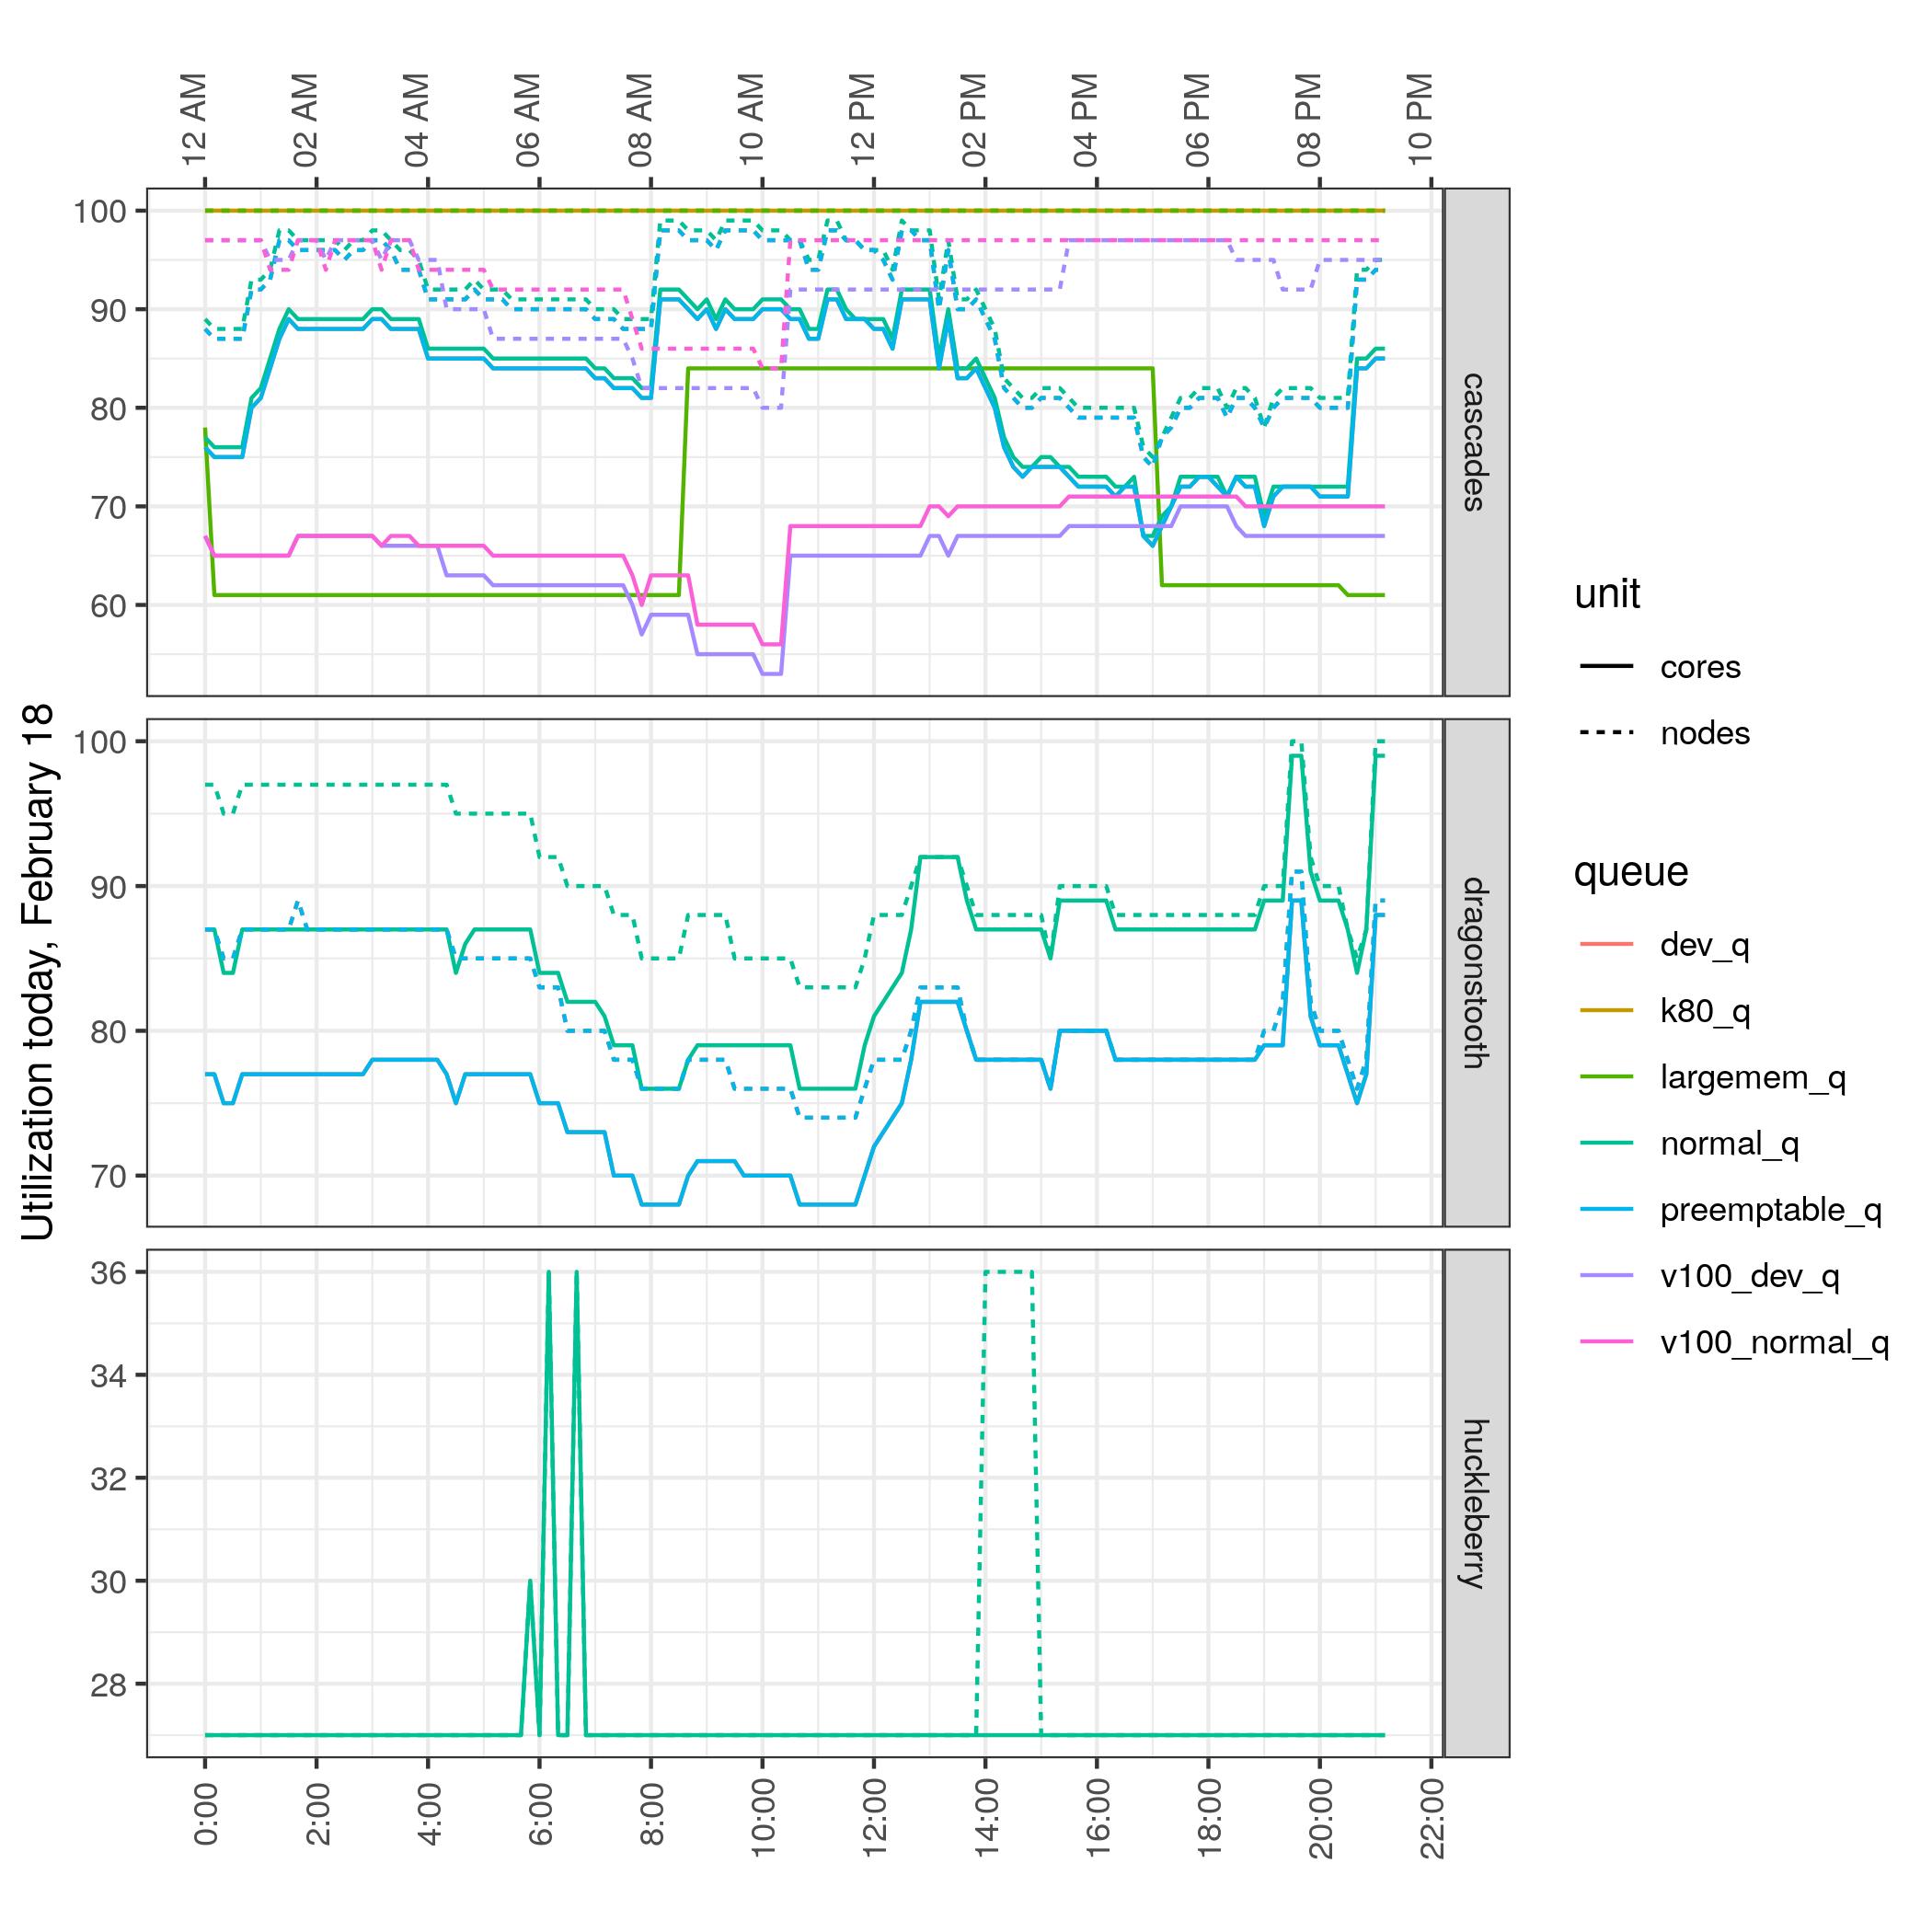 12 AM
02 AM
04 AM
06 AM
08 AM
10 AM
12 PM
02 PM
04 PM
06 PM
08 PM
10 PM
Utilization today, February 18
100
90
80
70
60
cascades
100
90
80
70
dragonstooth
36
34
32
30
28
huckleberry
0:00
2:00
4:00
6:00
8:00
10:00
12:00
14:00
16:00
18:00
20:00
22:00
unit
cores
nodes
queue
dev_q
k80_q
largemem_q
normal_q
preemptable_q
v100_dev_q
v100_normal_q